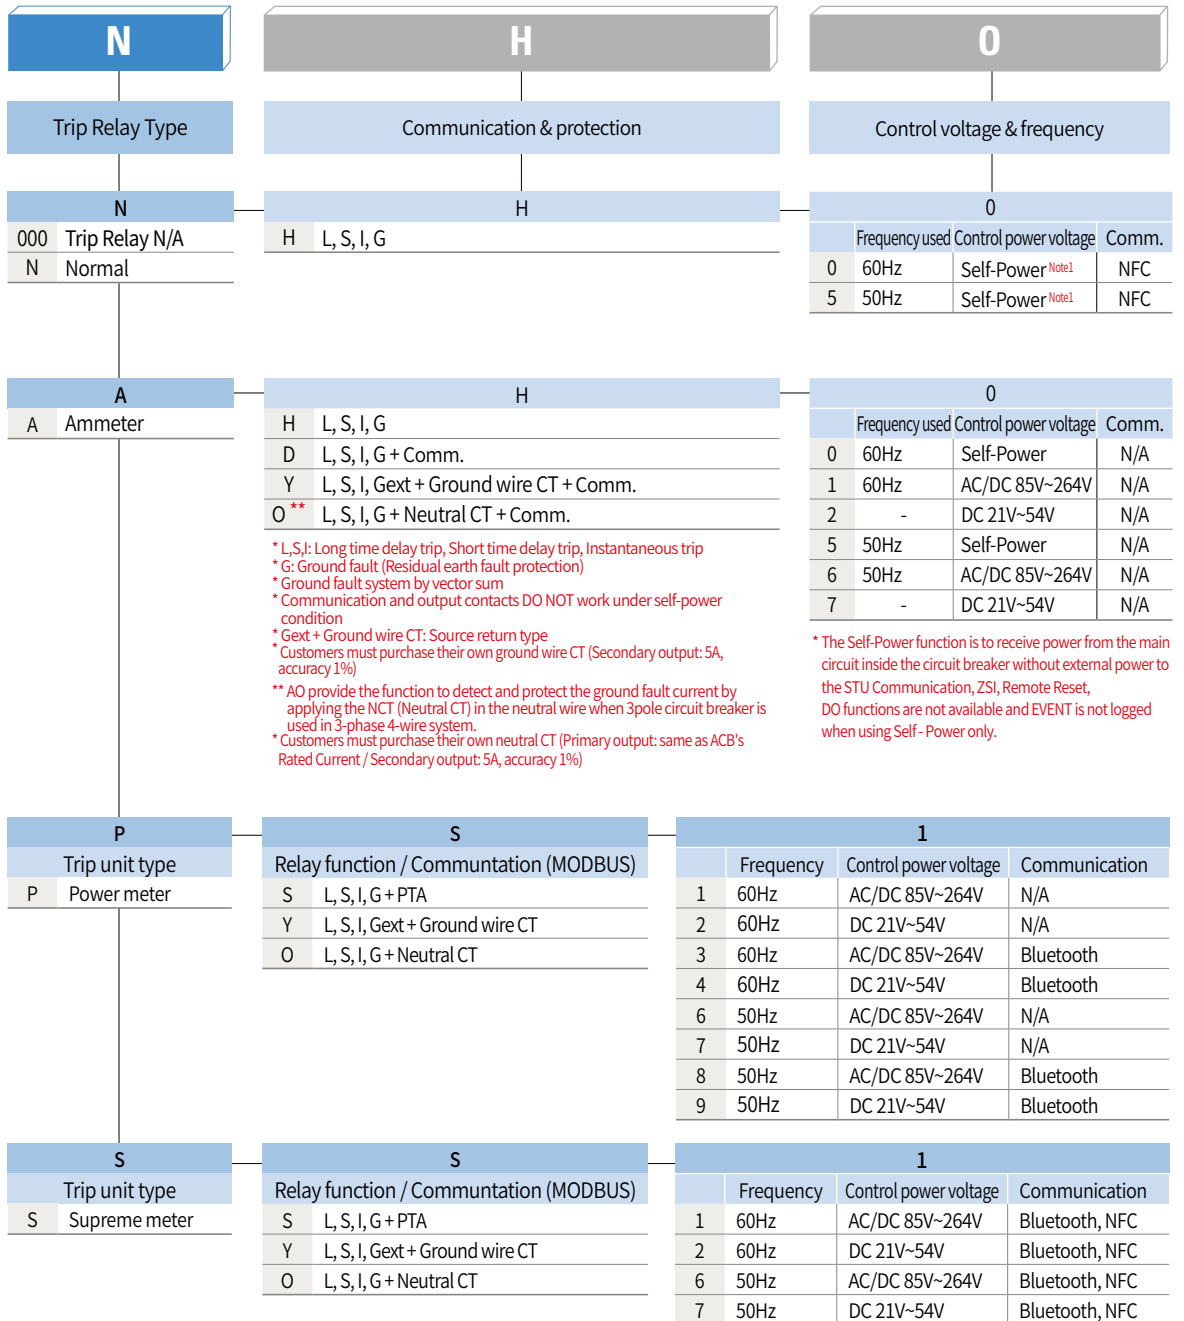 N H 0
Trip Relay Type Communication & protection Control voltage & frequency
N H 0
000 Trip Relay N/A H L, S, I, G Frequency used Control power voltage Comm.
N Normal 0 60Hz Self-Power Note1 NFC
5 50Hz Self-Power Note1 NFC
A H 0
A Ammeter H L, S, I, G Frequency used Control power voltage Comm.
D L, S, I, G + Comm. 0 60Hz Self-Power N/A
Y L, S, I, Gext + Ground wire CT + Comm. 1 60Hz AC/DC 85V~264V N/A
O ** L, S, I, G + Neutral CT + Comm. 2 - DC 21V~54V N/A
5 50Hz Self-Power N/A
6 50Hz AC/DC 85V~264V N/A
7 - DC 21V~54V N/A
* L,S,I: Long time delay trip, Short time delay trip, Instantaneous trip
* G: Ground fault (Residual earth fault protection)
* Ground fault system by vector sum
* Communication and output contacts DO NOT work under self-power
condition
* Gext + Ground wire CT: Source return type
* Customers must purchase their own ground wire CT (Secondary output: 5A,
accuracy 1%)
** AO provide the function to detect and protect the ground fault current by
applying the NCT (Neutral CT) in the neutral wire when 3pole circuit breaker is
used in 3-phase 4-wire system.
* Customers must purchase their own neutral CT (Primary output: same as ACB's
Rated Current / Secondary output: 5A, accuracy 1%)
* The Self-Power function is to receive power from the main
circuit inside the circuit breaker without external power to
the STU Communication, ZSI, Remote Reset,
DO functions are not available and EVENT is not logged
when using Self - Power only.
P S 1
Trip unit type Relay function / Communtation (MODBUS) Frequency Control power voltage Communication
P Power meter S L, S, I, G + PTA 1 60Hz AC/DC 85V~264V N/A
Y L, S, I, Gext + Ground wire CT 2 60Hz DC 21V~54V N/A
O L, S, I, G + Neutral CT 3 60Hz AC/DC 85V~264V Bluetooth
4 60Hz DC 21V~54V Bluetooth
6 50Hz AC/DC 85V~264V N/A
7 50Hz DC 21V~54V N/A
8 50Hz AC/DC 85V~264V Bluetooth
9 50Hz DC 21V~54V Bluetooth
S S 1
Trip unit type Relay function / Communtation (MODBUS) Frequency Control power voltage Communication
S Supreme meter S L, S, I, G + PTA 1 60Hz AC/DC 85V~264V Bluetooth, NFC
Y L, S, I, Gext + Ground wire CT 2 60Hz DC 21V~54V Bluetooth, NFC
O L, S, I, G + Neutral CT 6 50Hz AC/DC 85V~264V Bluetooth, NFC
7 50Hz DC 21V~54V Bluetooth, NFC